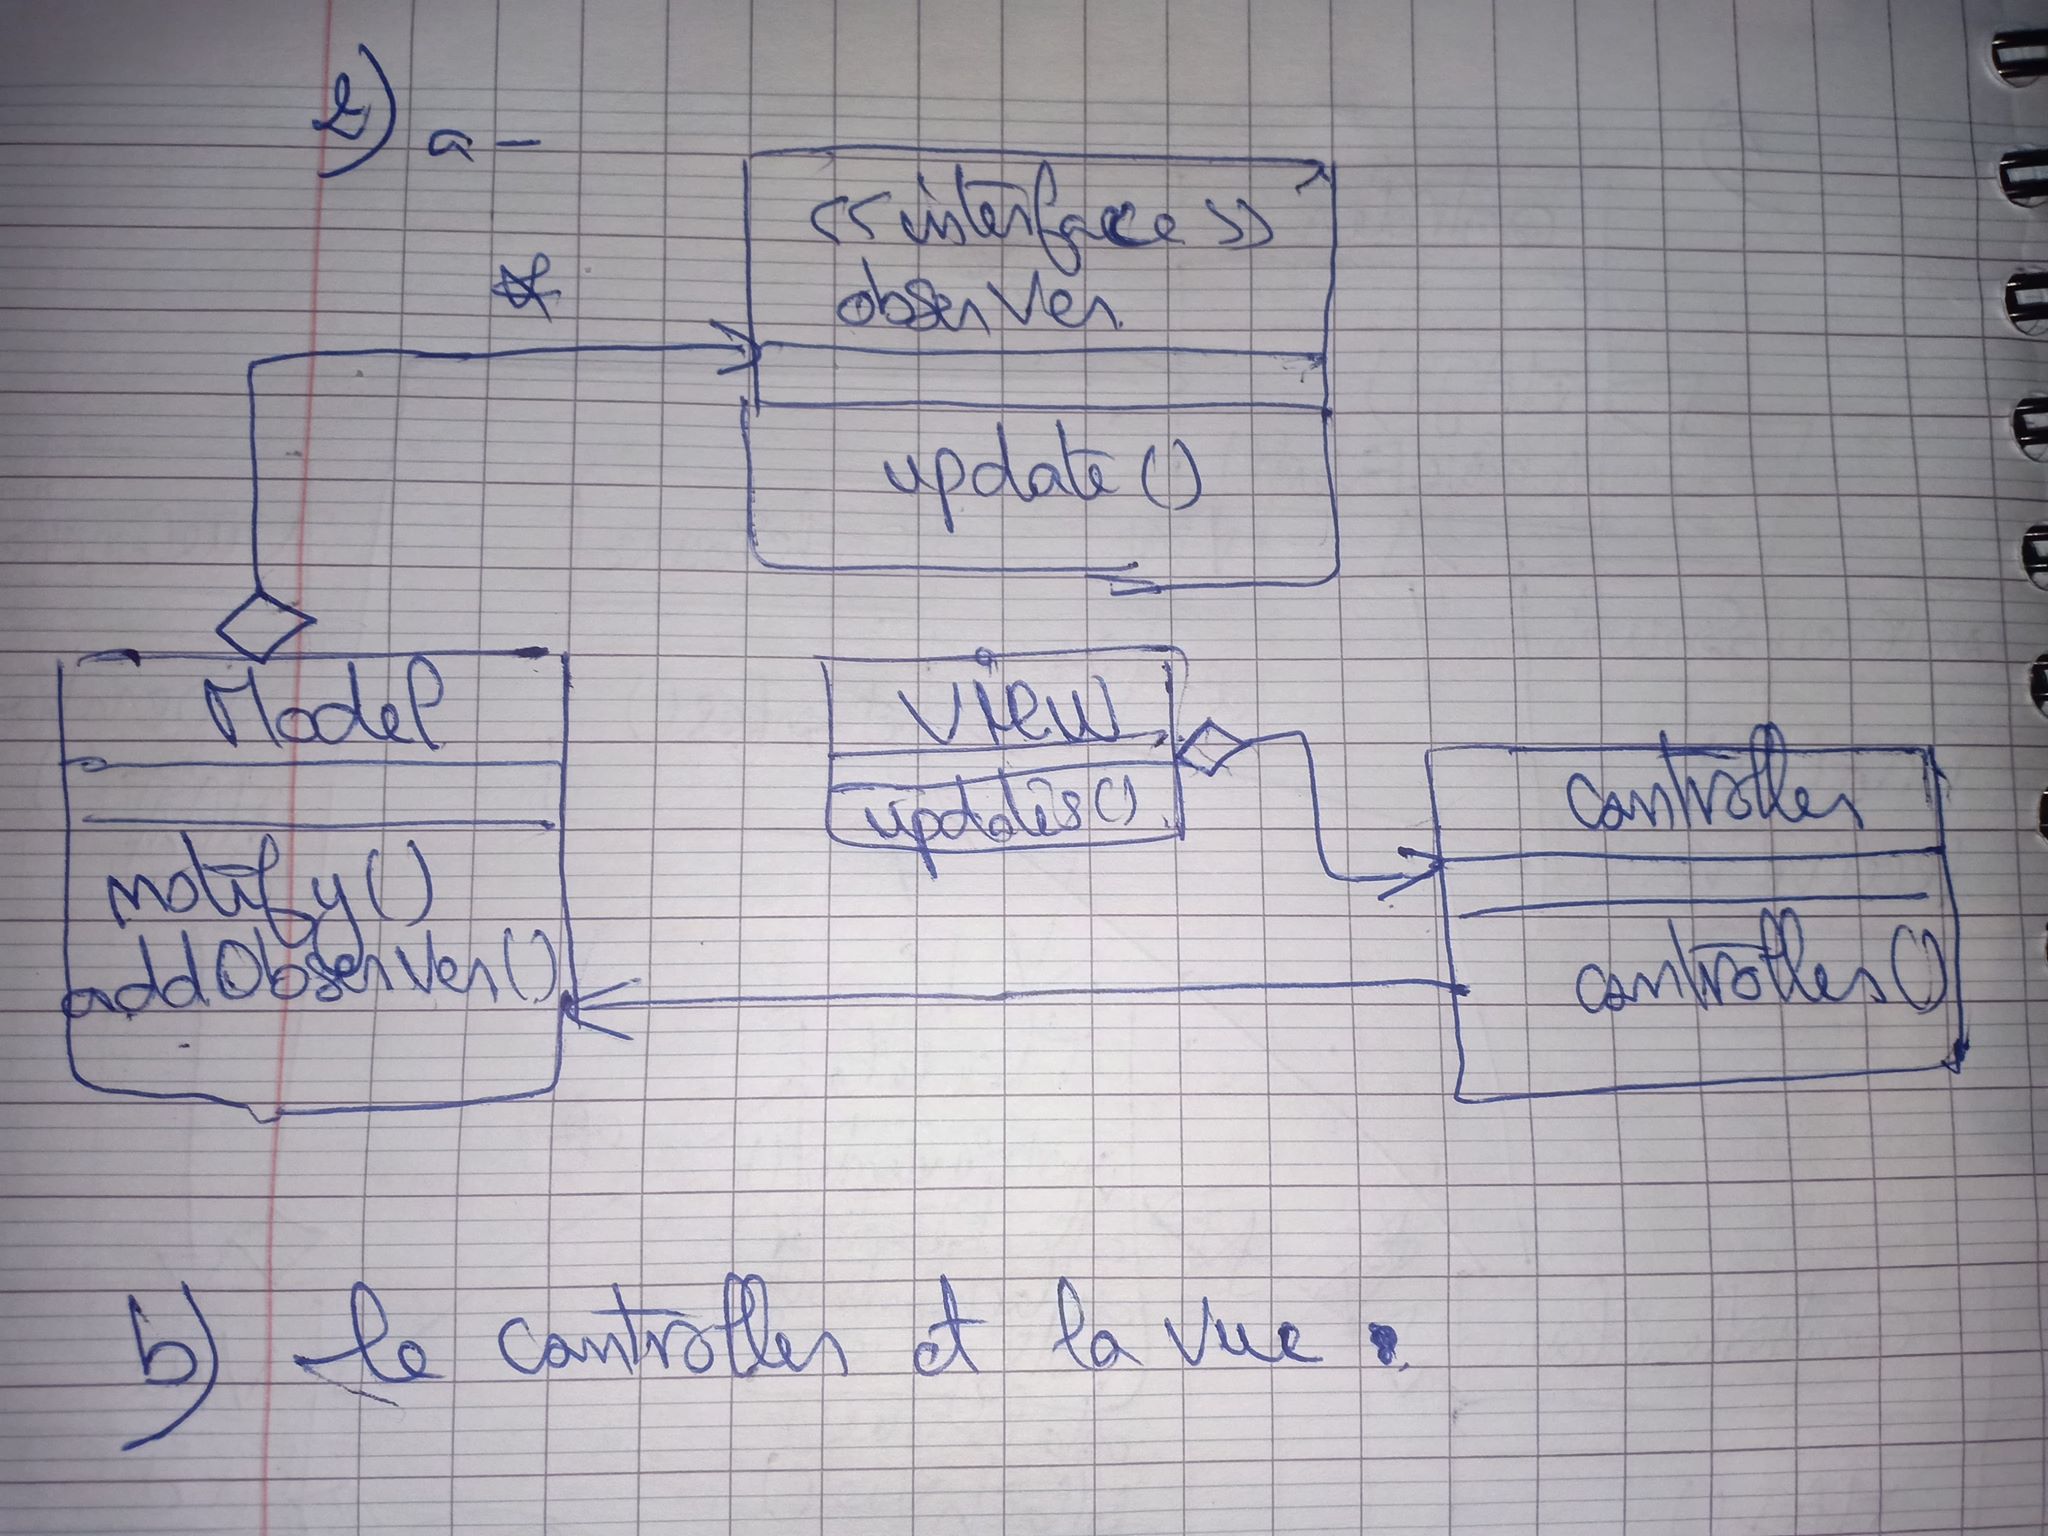 2) a-
<<interface>>
observer
*
update()
Model
notify()
addObserver()
View
updates()
controller
controller()
b) le controller et la vue.